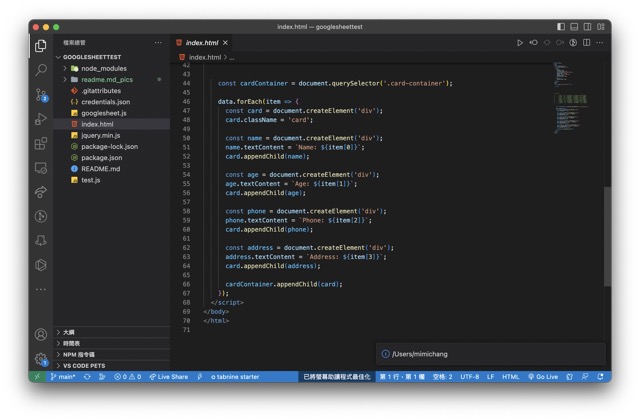 index.html — googlesheettest
檔案總管
GOOGLESHEETTEST
node_modules
readme.md_pics
.gitattributes
credentials.json
googlesheet.js
index.html
jquery.min.js
package-lock.json
package.json
README.md
test.js
大綱
時間表
NPM 指令碼
VS CODE PETS
index.html
index.html > ...
42
43
44 const cardContainer = document.querySelector('.card-container');
45
46 data.forEach(item => {
47 const card = document.createElement('div');
48 card.className = 'card';
49
50 const name = document.createElement('div');
51 name.textContent = `Name: ${item[0]}`;
52 card.appendChild(name);
53
54 const age = document.createElement('div');
55 age.textContent = `Age: ${item[1]}`;
56 card.appendChild(age);
57
58 const phone = document.createElement('div');
59 phone.textContent = `Phone: ${item[2]}`;
60 card.appendChild(phone);
61
62 const address = document.createElement('div');
63 address.textContent = `Address: ${item[3]}`;
64 card.appendChild(address);
65
66 cardContainer.appendChild(card);
67 });
68 </script>
69 </body>
70 </html>
71
/Users/mimichang
main* 0 0 Live Share tabnine starter 已將螢幕助讀程式最佳化 第 1 行，第 1 欄 空格: 2 UTF-8 LF HTML Go Live